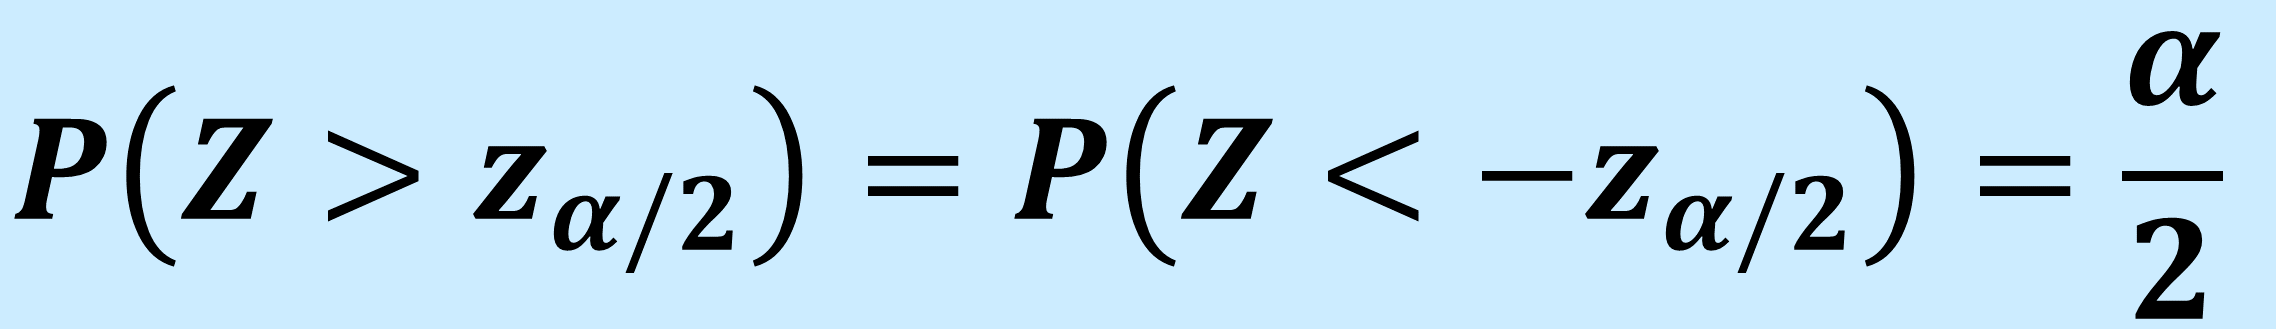 P(Z > z_{α/2}) = P(Z < −z_{α/2}) = α/2